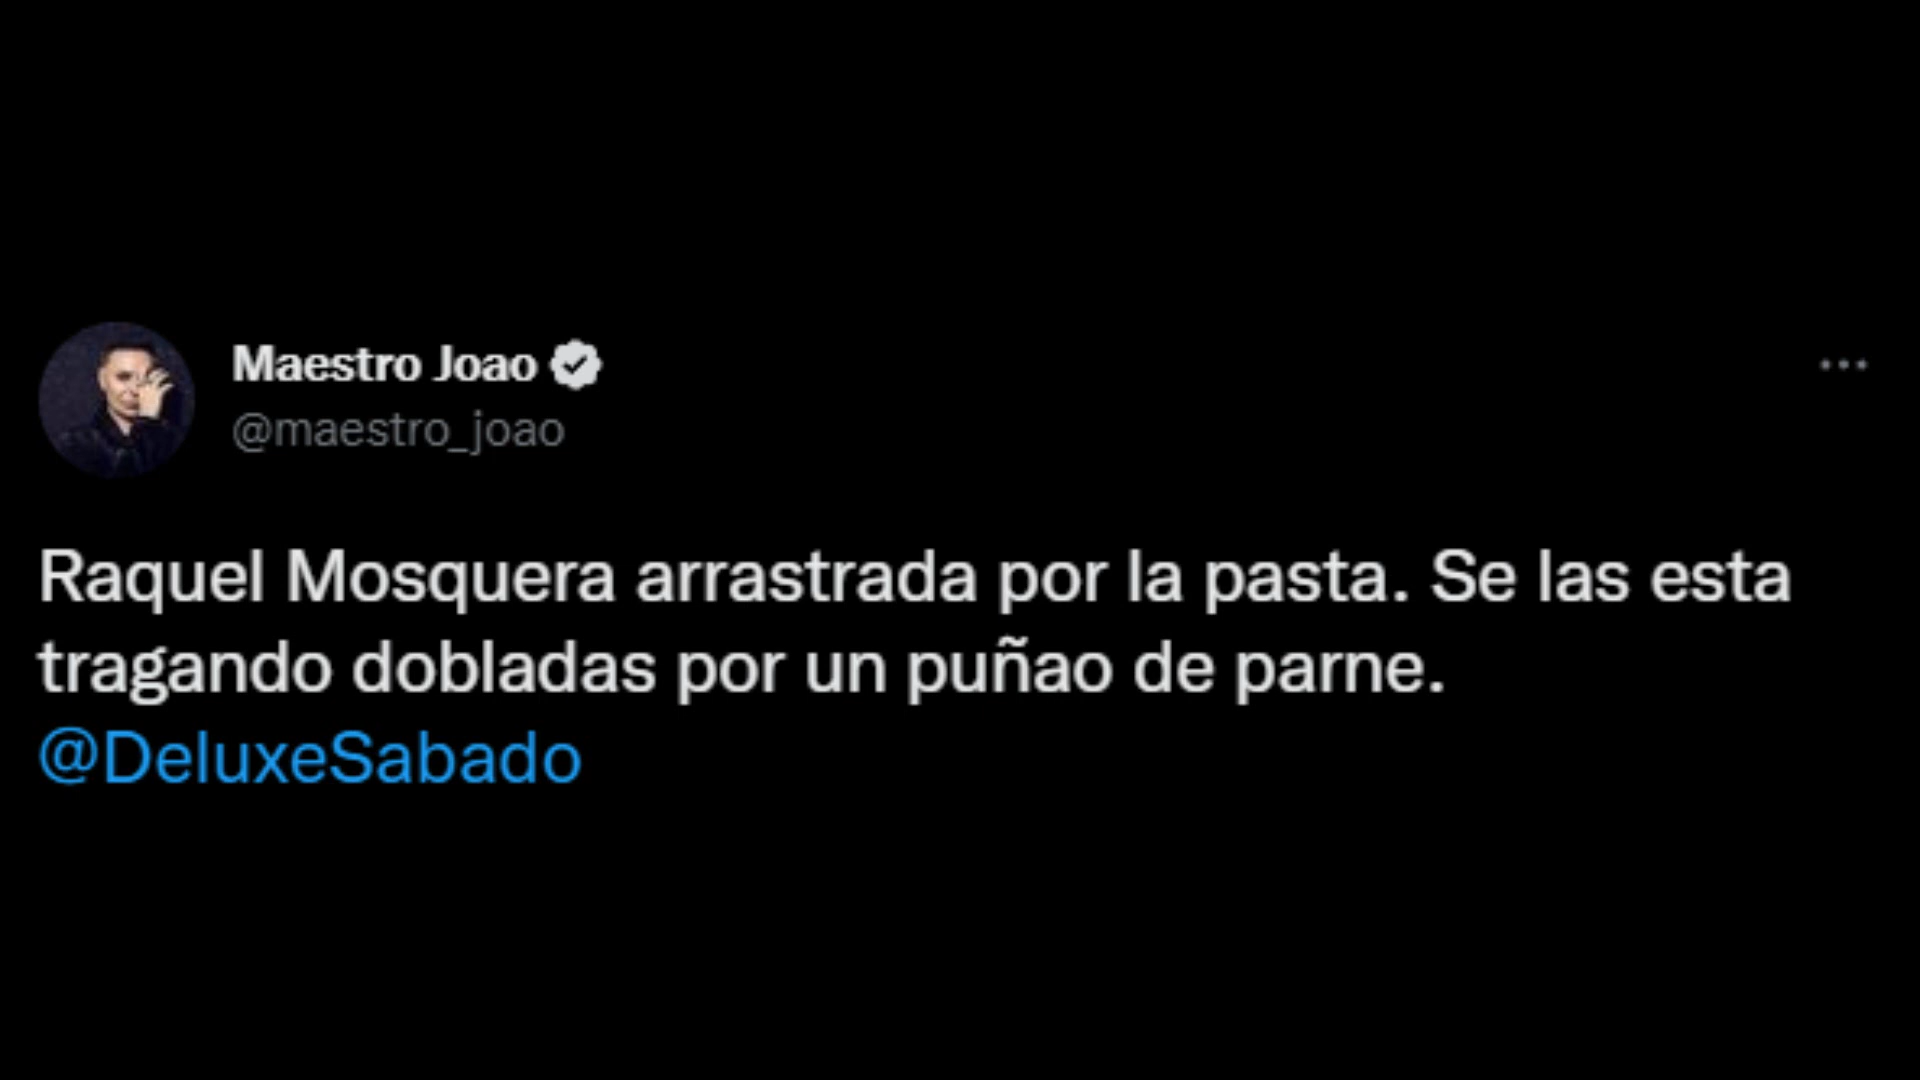 Maestro Joao
@maestro_joao
Raquel Mosquera arrastrada por la pasta. Se las esta
tragando dobladas por un puñao de parne.
@DeluxeSabado